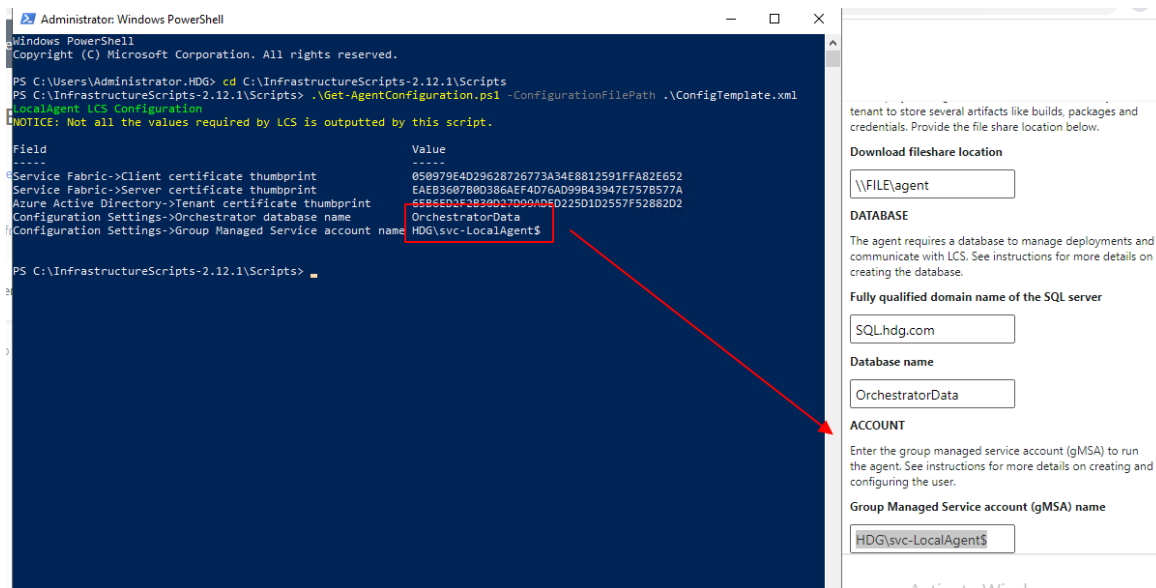 Administrator: Windows PowerShell
Windows PowerShell
Copyright (C) Microsoft Corporation. All rights reserved.
PS C:\Users\Administrator.HDG> cd C:\InfrastructureScripts-2.12.1\Scripts
PS C:\InfrastructureScripts-2.12.1\Scripts> .\Get-AgentConfiguration.ps1 -ConfigurationFilePath .\ConfigTemplate.xml
LocalAgent LCS Configuration
NOTICE: Not all the values required by LCS is outputted by this script.
Field Value
----- -----
Service Fabric->Client certificate thumbprint 050979E4D29628726773A34E8812591FFA82E652
Service Fabric->Server certificate thumbprint EAEB3607B0D386AEF4D76AD99B43947E757B577A
Azure Active Directory->Tenant certificate thumbprint
Configuration Settings->Orchestrator database name OrchestratorData
Configuration Settings->Group Managed Service account name HDG\svc-LocalAgent$
PS C:\InfrastructureScripts-2.12.1\Scripts>
tenant to store several artifacts like builds, packages and
credentials. Provide the file share location below.
Download fileshare location
\\FILE\agent
DATABASE
The agent requires a database to manage deployments and
communicate with LCS. See instructions for more details on
creating the database.
Fully qualified domain name of the SQL server
SQL.hdg.com
Database name
OrchestratorData
ACCOUNT
Enter the group managed service account (gMSA) to run
the agent. See instructions for more details on creating and
configuring the user.
Group Managed Service account (gMSA) name
HDG\svc-LocalAgent$